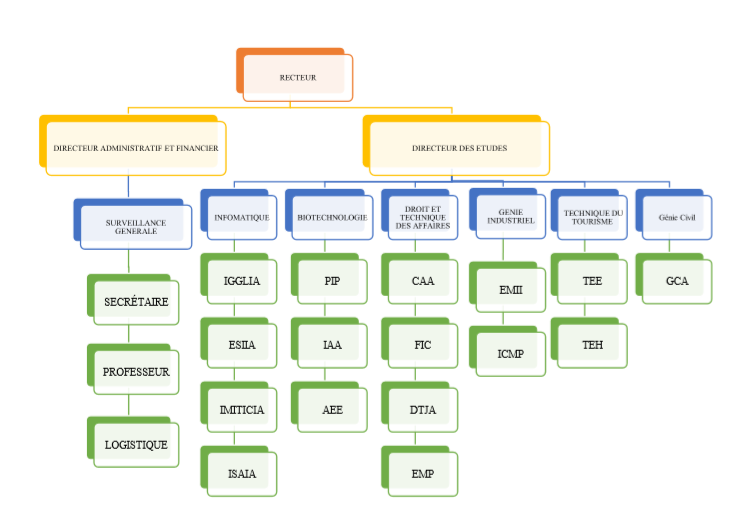 RECTEUR
DIRECTEUR ADMINISTRATIF ET FINANCIER
DIRECTEUR DES ETUDES
SURVEILLANCE
GENERALE
INFOMATIQUE
BIOTECHNOLOGIE
DROIT ET
TECHNIQUE
DES AFFAIRES
GENIE
INDUSTRIEL
TECHNIQUE DU
TOURISME
Génie Civil
SECRÉTAIRE
PROFESSEUR
LOGISTIQUE
IGGLIA
ESIIA
IMITICIA
ISAIA
PIP
IAA
AEE
CAA
FIC
DTJA
EMP
EMII
ICMP
TEE
TEH
GCA